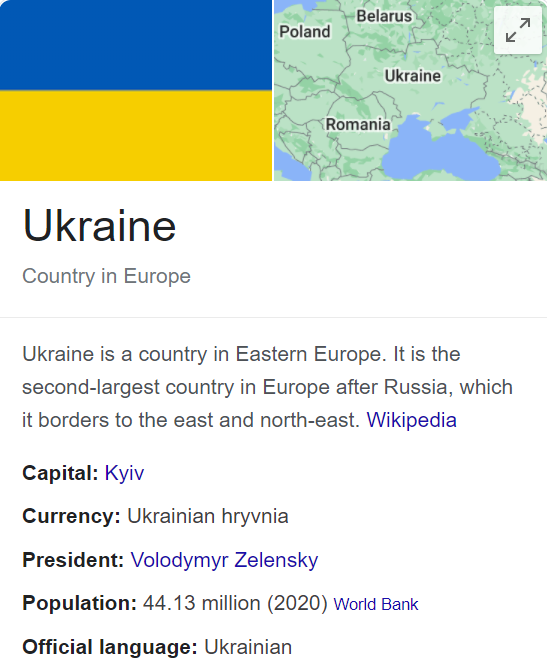 Belarus
Poland
Ukraine
Romania
Ukraine
Country in Europe
Ukraine is a country in Eastern Europe. It is the
second-largest country in Europe after Russia, which
it borders to the east and north-east. Wikipedia
Capital: Kyiv
Currency: Ukrainian hryvnia
President: Volodymyr Zelensky
Population: 44.13 million (2020) World Bank
Official language: Ukrainian